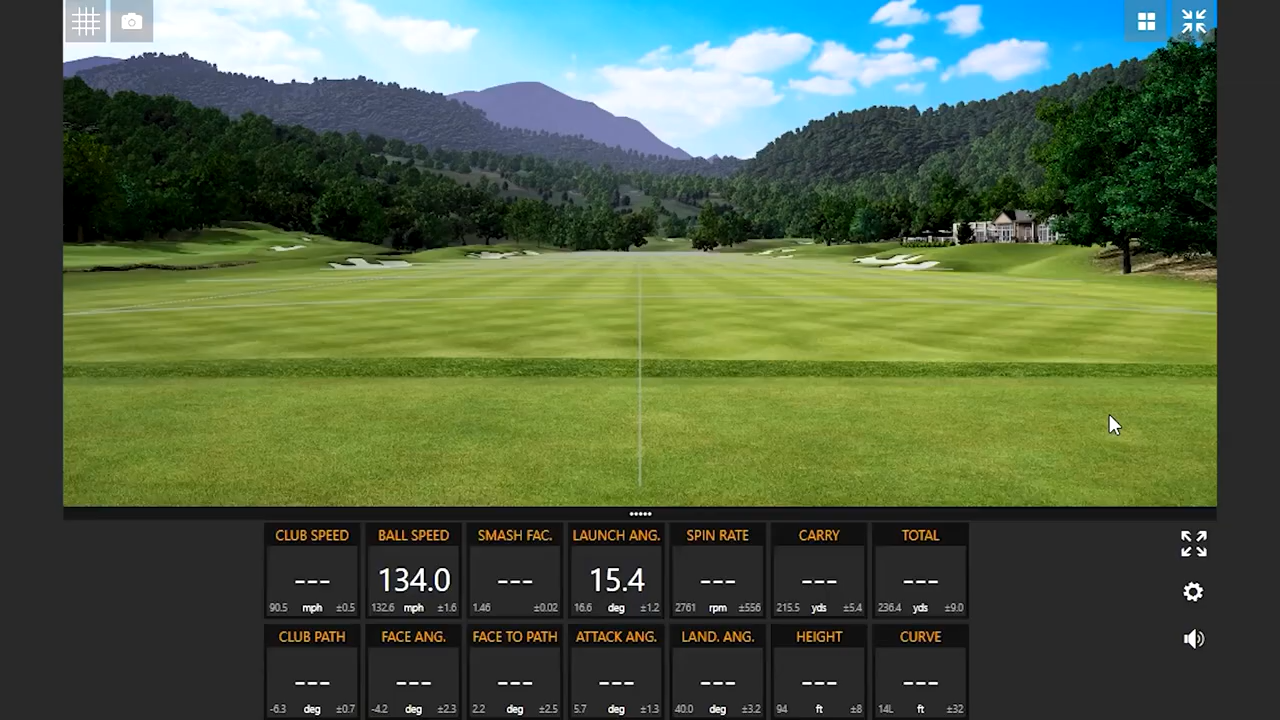 CLUB SPEED BALL SPEED SMASH FAC. LAUNCH ANG. SPIN RATE CARRY TOTAL
--- 134.0 --- 15.4 --- --- ---
90.5 mph ±0.5 132.6 mph ±1.6 1.46 ±0.02 16.6 deg ±1.2 2761 rpm ±556 215.5 yds ±5.4 236.4 yds ±9.0
CLUB PATH FACE ANG. FACE TO PATH ATTACK ANG. LAND. ANG. HEIGHT CURVE
--- --- --- --- --- --- ---
-6.3 deg ±0.7 -4.2 deg ±2.3 2.2 deg ±2.5 5.7 deg ±1.3 40.0 deg ±3.2 94 ft ±8 14L ft ±32